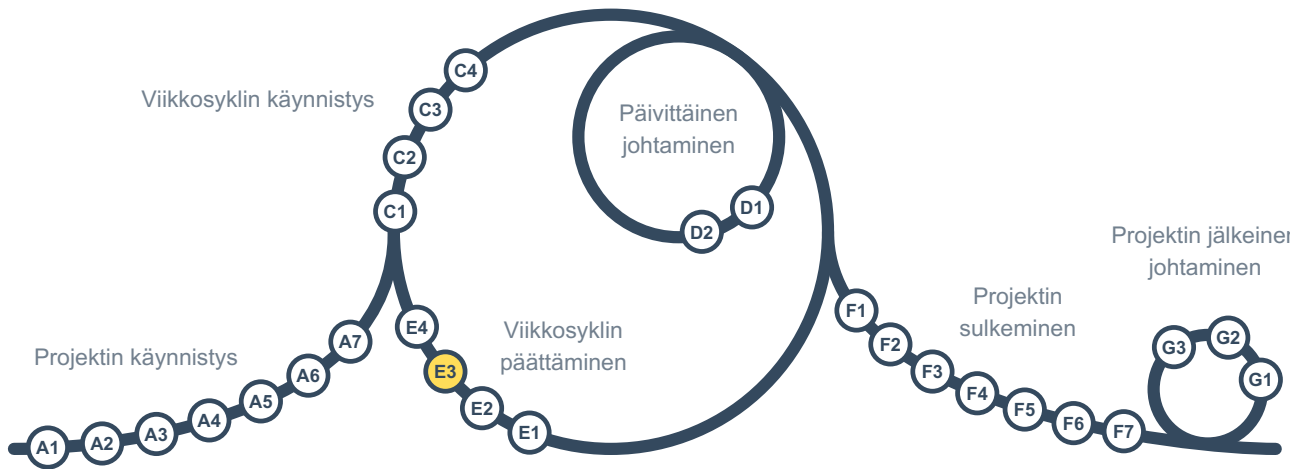 Viikkosyklin käynnistys
C4
C3
C2
C1
Päivittäinen
johtaminen
D1
D2
Projektin käynnistys
A1
A2
A3
A4
A5
A6
A7
Viikkosyklin
päättäminen
E4
E3
E2
E1
Projektin
sulkeminen
F1
F2
F3
F4
F5
F6
F7
Projektin jälkeinen
johtaminen
G3
G2
G1